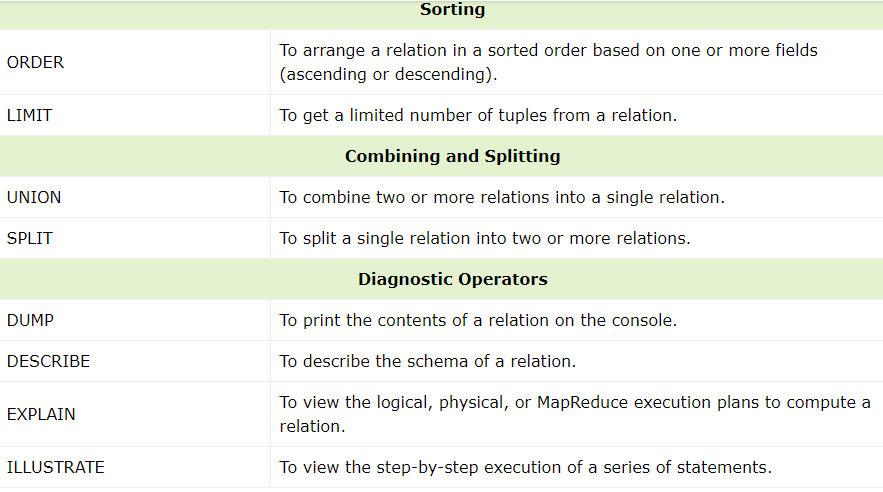 Sorting
ORDER
To arrange a relation in a sorted order based on one or more fields
(ascending or descending).
LIMIT
To get a limited number of tuples from a relation.
Combining and Splitting
UNION
To combine two or more relations into a single relation.
SPLIT
To split a single relation into two or more relations.
Diagnostic Operators
DUMP
To print the contents of a relation on the console.
DESCRIBE
To describe the schema of a relation.
EXPLAIN
To view the logical, physical, or MapReduce execution plans to compute a
relation.
ILLUSTRATE
To view the step-by-step execution of a series of statements.